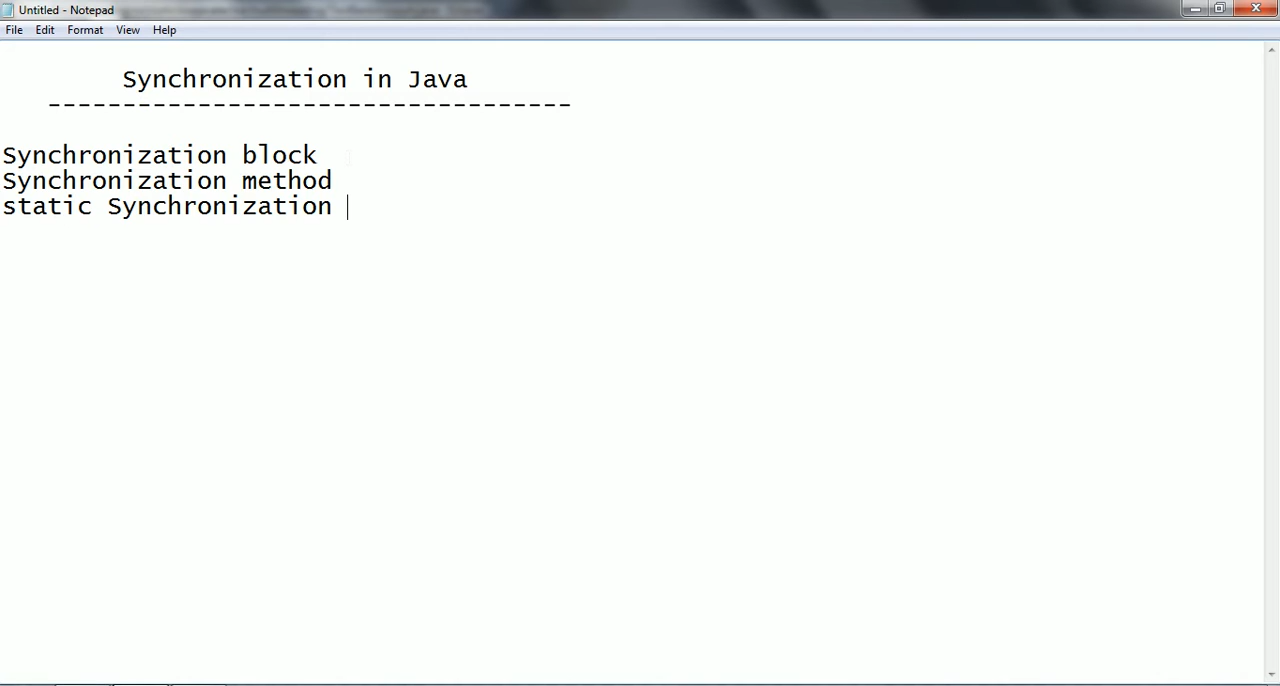 Untitled - Notepad
File Edit Format View Help
Synchronization in Java
-----------------------------------
Synchronization block
Synchronization method
static Synchronization